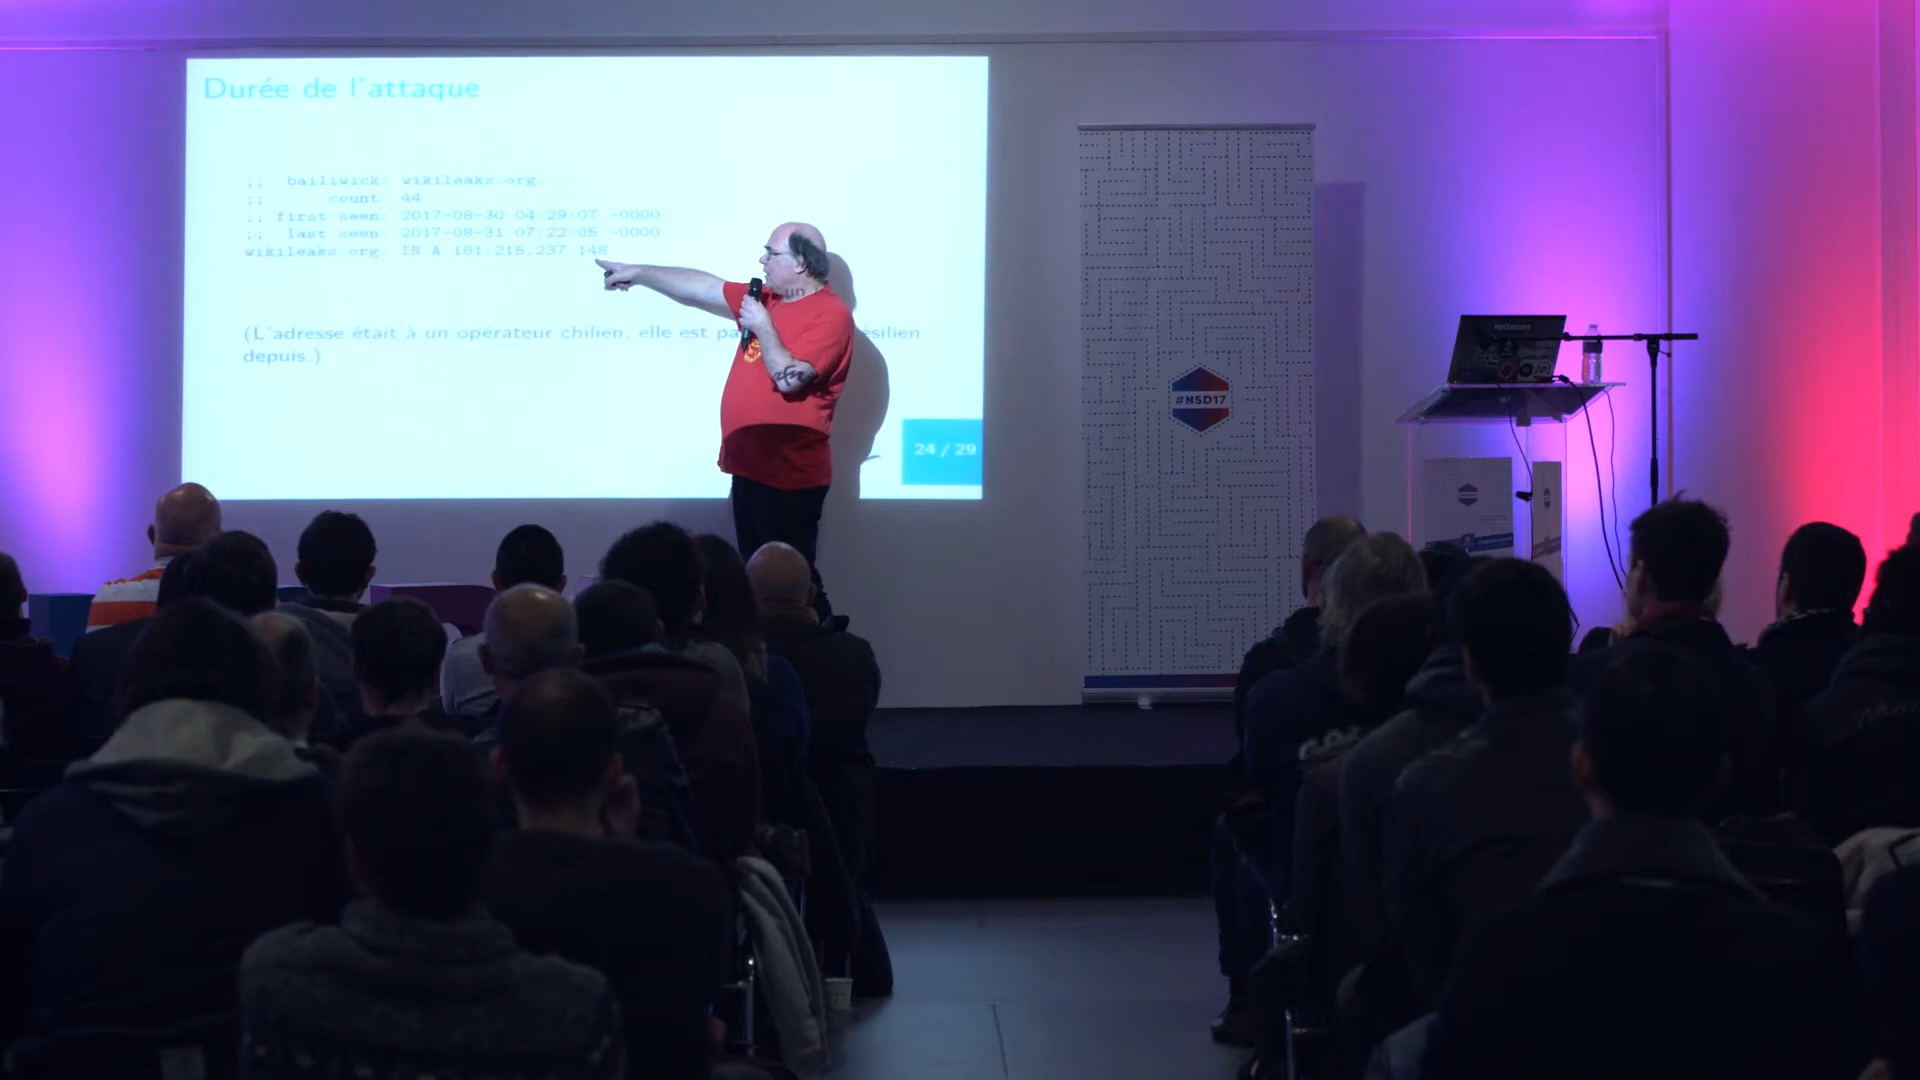 Durée de l'attaque
;; bailiwick: wikileaks.org.
;; count: 44
;; first seen: 2017-08-30 04:29:07 -0000
;; last seen: 2017-08-31 07:22:05 -0000
wikileaks.org. IN A 181.215.237.148
(L'adresse était à un opérateur chilien, elle est
depuis.)
24 / 29
#NSD17